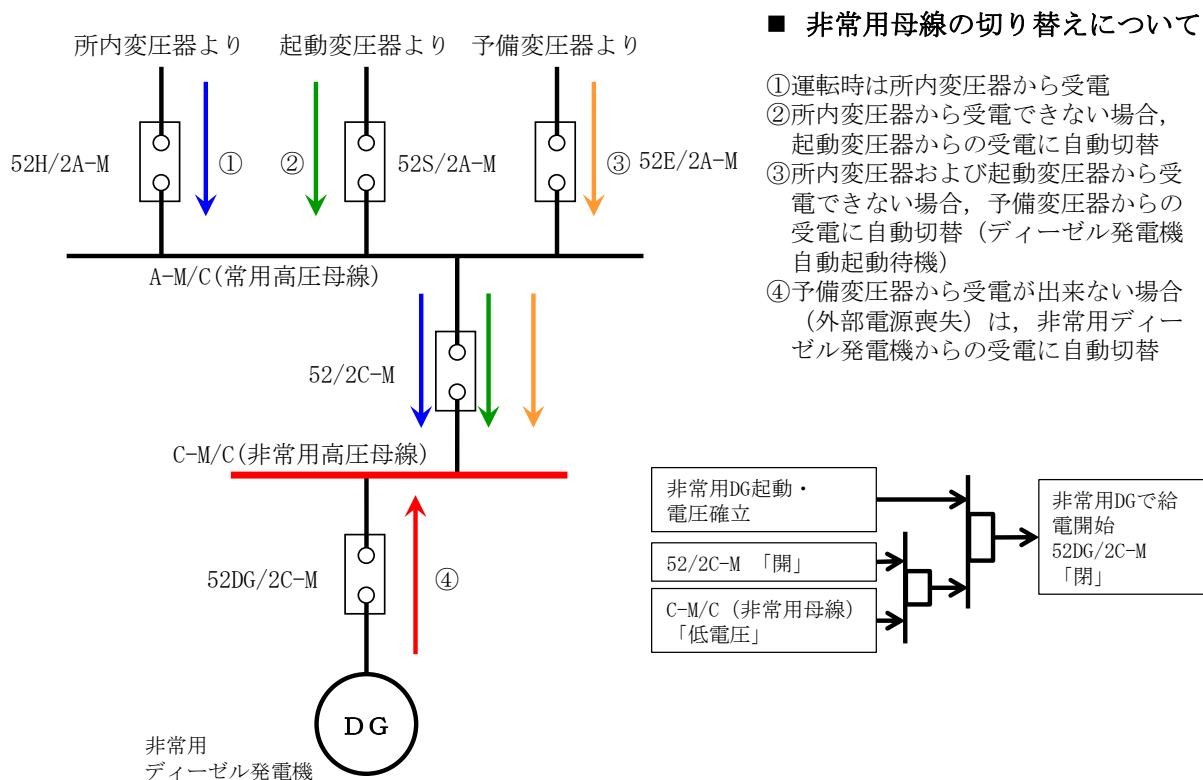 所内変圧器より
起動変圧器より
予備変圧器より
52H/2A-M
①
②
52S/2A-M
③
52E/2A-M
A-M/C(常用高圧母線)
52/2C-M
C-M/C(非常用高圧母線)
52DG/2C-M
④
DG
非常用
ディーゼル発電機
■ 非常用母線の切り替えについて
①運転時は所内変圧器から受電
②所内変圧器から受電できない場合，
起動変圧器からの受電に自動切替
③所内変圧器および起動変圧器から受
電できない場合，予備変圧器からの
受電に自動切替（ディーゼル発電機
自動起動待機）
④予備変圧器から受電が出来ない場合
（外部電源喪失）は，非常用ディー
ゼル発電機からの受電に自動切替
非常用DG起動・
電圧確立
52/2C-M 「開」
C-M/C (非常用母線)
「低電圧」
非常用DGで給
電開始
52DG/2C-M
「閉」